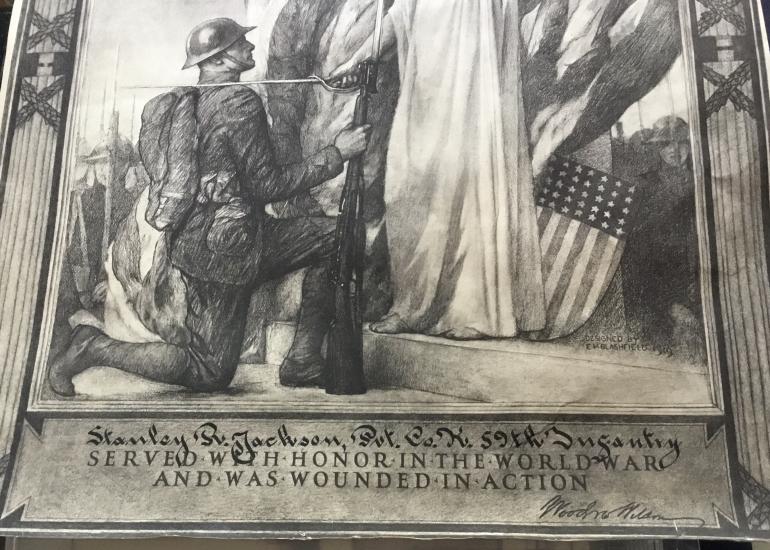 DESIGNED BY
E.H.BLASHFIELD 1919
Stanley R. Jackson, Pvt. Co. K. 59th Infantry
SERVED·WITH·HONOR·IN·THE·WORLD·WAR
AND·WAS·WOUNDED·IN·ACTION
Woodrow Wilson